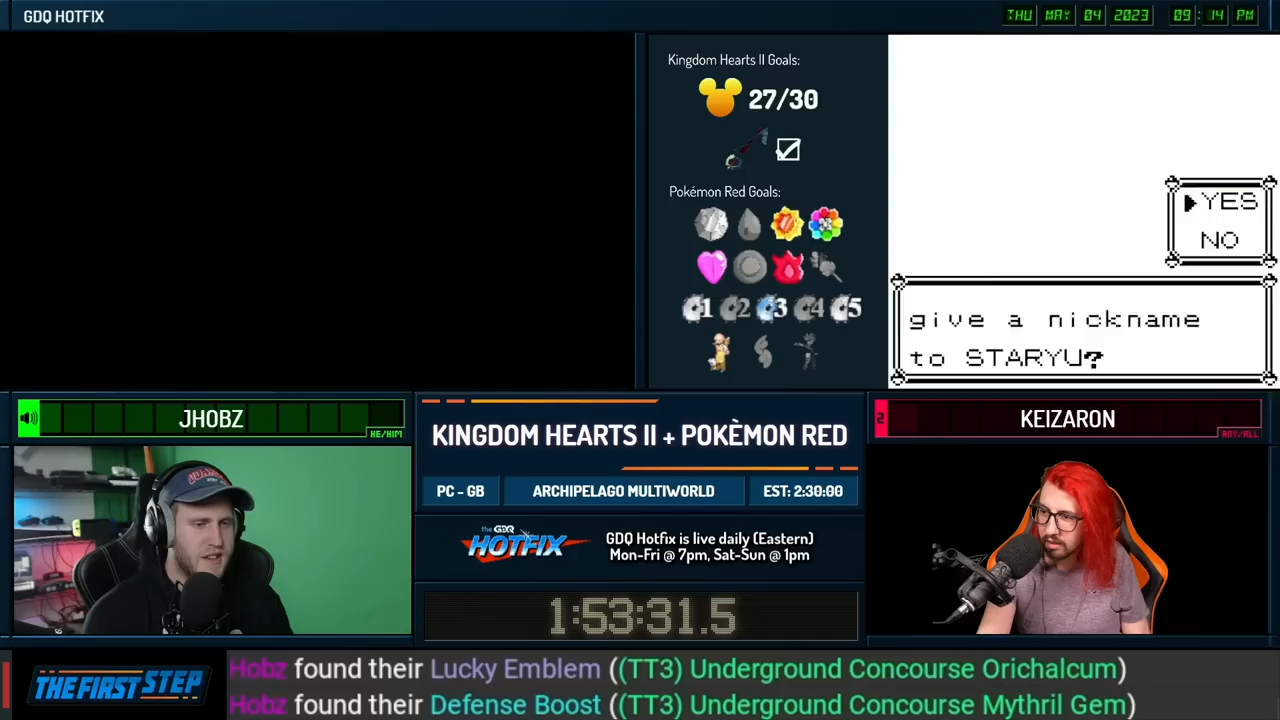 GDQ HOTFIX
THU MAY 04 2023 09:14 PM
Kingdom Hearts II Goals:
27/30
Pokémon Red Goals:
1 2 3 4 5
▶YES
NO
give a nickname
to STARYU?
JHOBZ
HE/HIM
KINGDOM HEARTS II + POKÈMON RED
PC - GB
ARCHIPELAGO MULTIWORLD
EST: 2:30:00
the GDQ
HOTFIX
GDQ Hotfix is live daily (Eastern)
Mon-Fri @ 7pm, Sat-Sun @ 1pm
1:53:31.5
2
KEIZARON
ANY/ALL
THE FIRST STEP
Hobz found their Lucky Emblem ((TT3) Underground Concourse Orichalcum)
Hobz found their Defense Boost ((TT3) Underground Concourse Mythril Gem)